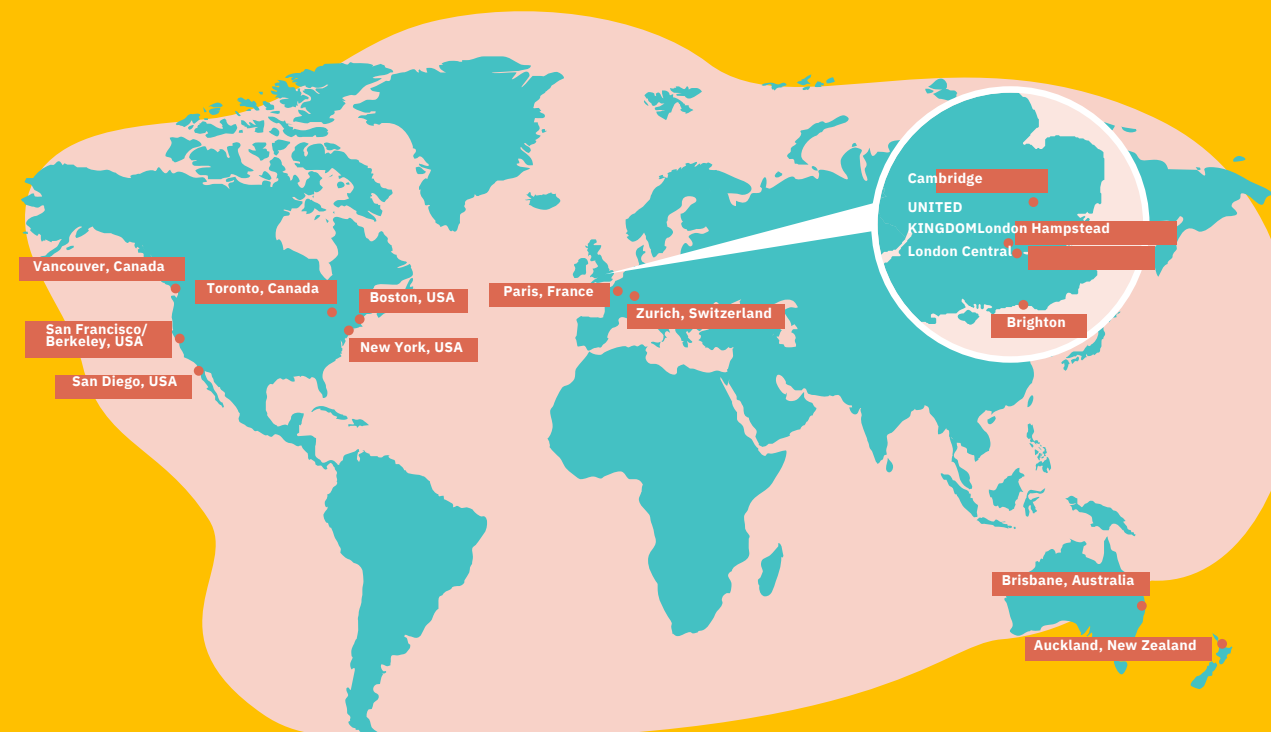 Cambridge
UNITED
KINGDOMLondon Hampstead
London Central
Vancouver, Canada
Toronto, Canada
Boston, USA
Paris, France
Zurich, Switzerland
Brighton
San Francisco/
Berkeley, USA
New York, USA
San Diego, USA
Brisbane, Australia
Auckland, New Zealand